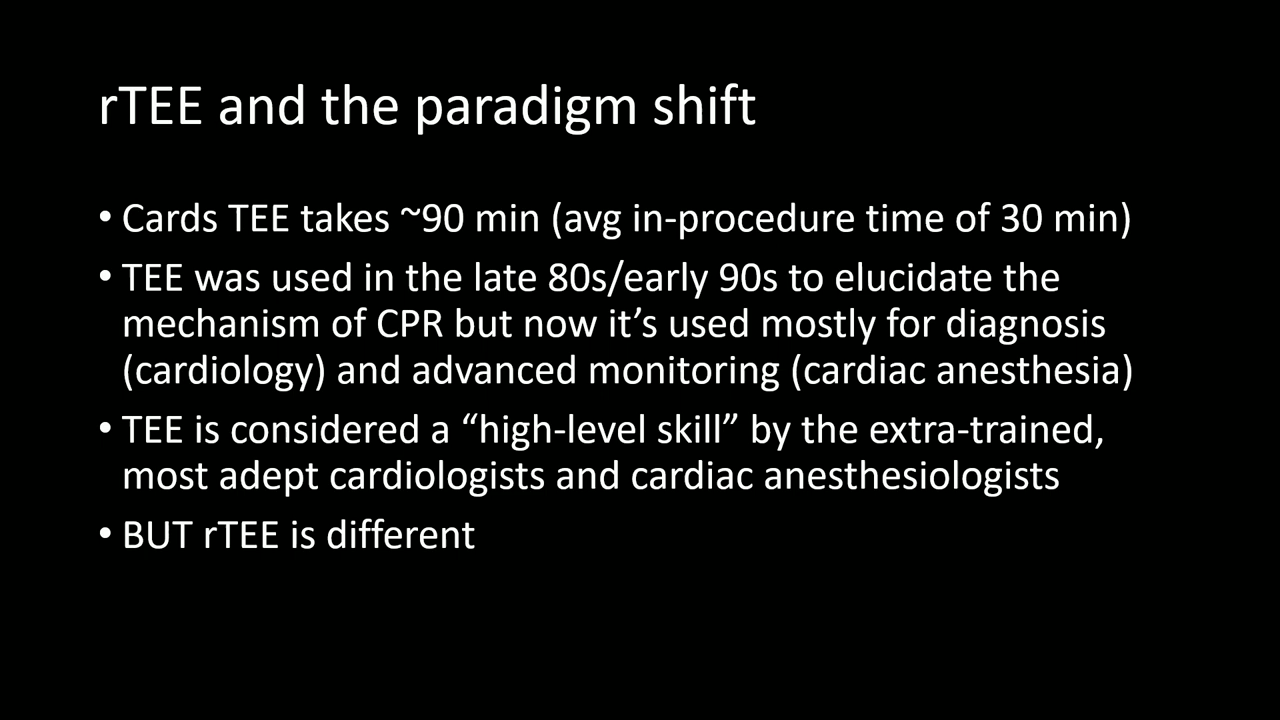 rTEE and the paradigm shift
• Cards TEE takes ~90 min (avg in-procedure time of 30 min)
• TEE was used in the late 80s/early 90s to elucidate the
mechanism of CPR but now it’s used mostly for diagnosis
(cardiology) and advanced monitoring (cardiac anesthesia)
• TEE is considered a “high-level skill” by the extra-trained,
most adept cardiologists and cardiac anesthesiologists
• BUT rTEE is different